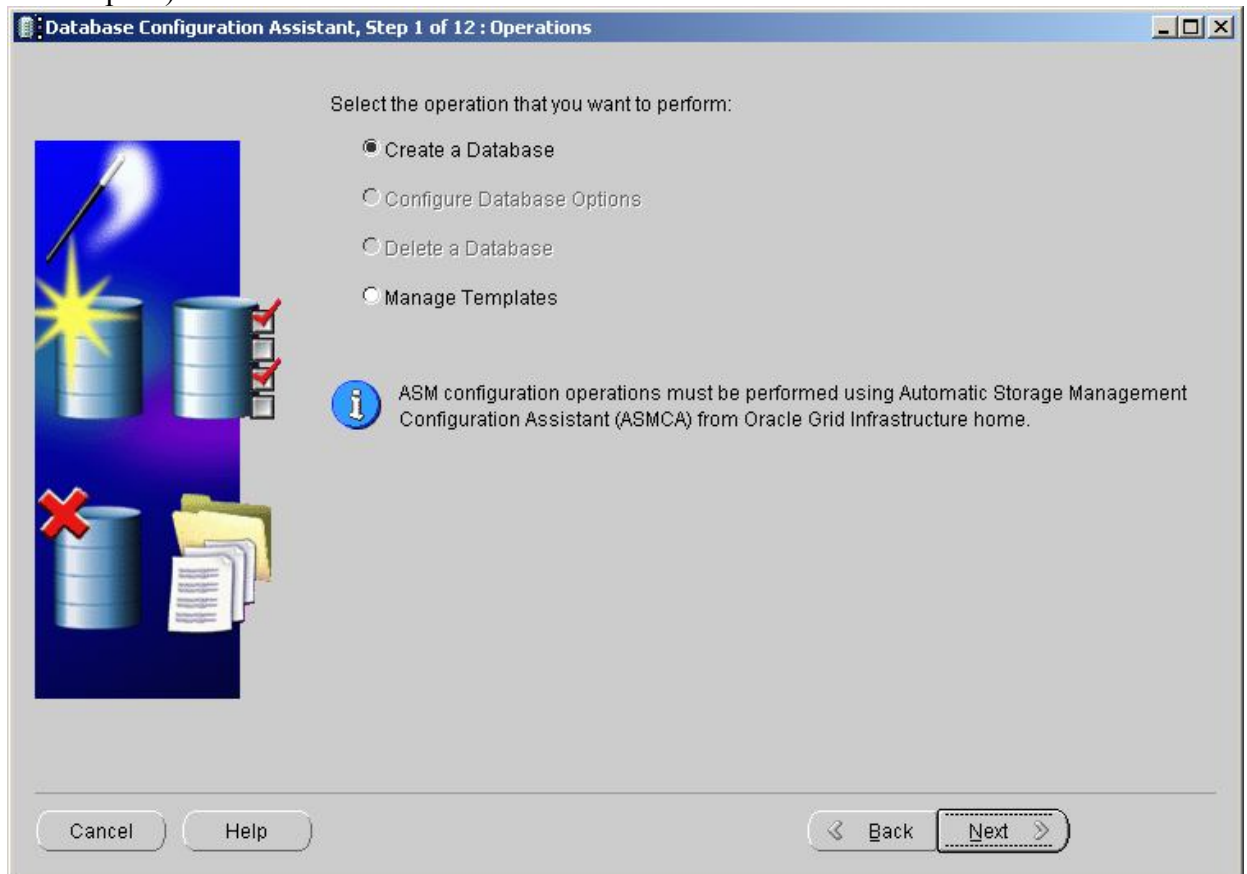 Database Configuration Assistant, Step 1 of 12 : Operations
Select the operation that you want to perform:
Create a Database
Configure Database Options
Delete a Database
Manage Templates
ASM configuration operations must be performed using Automatic Storage Management
Configuration Assistant (ASMCA) from Oracle Grid Infrastructure home.
Cancel Help Back Next